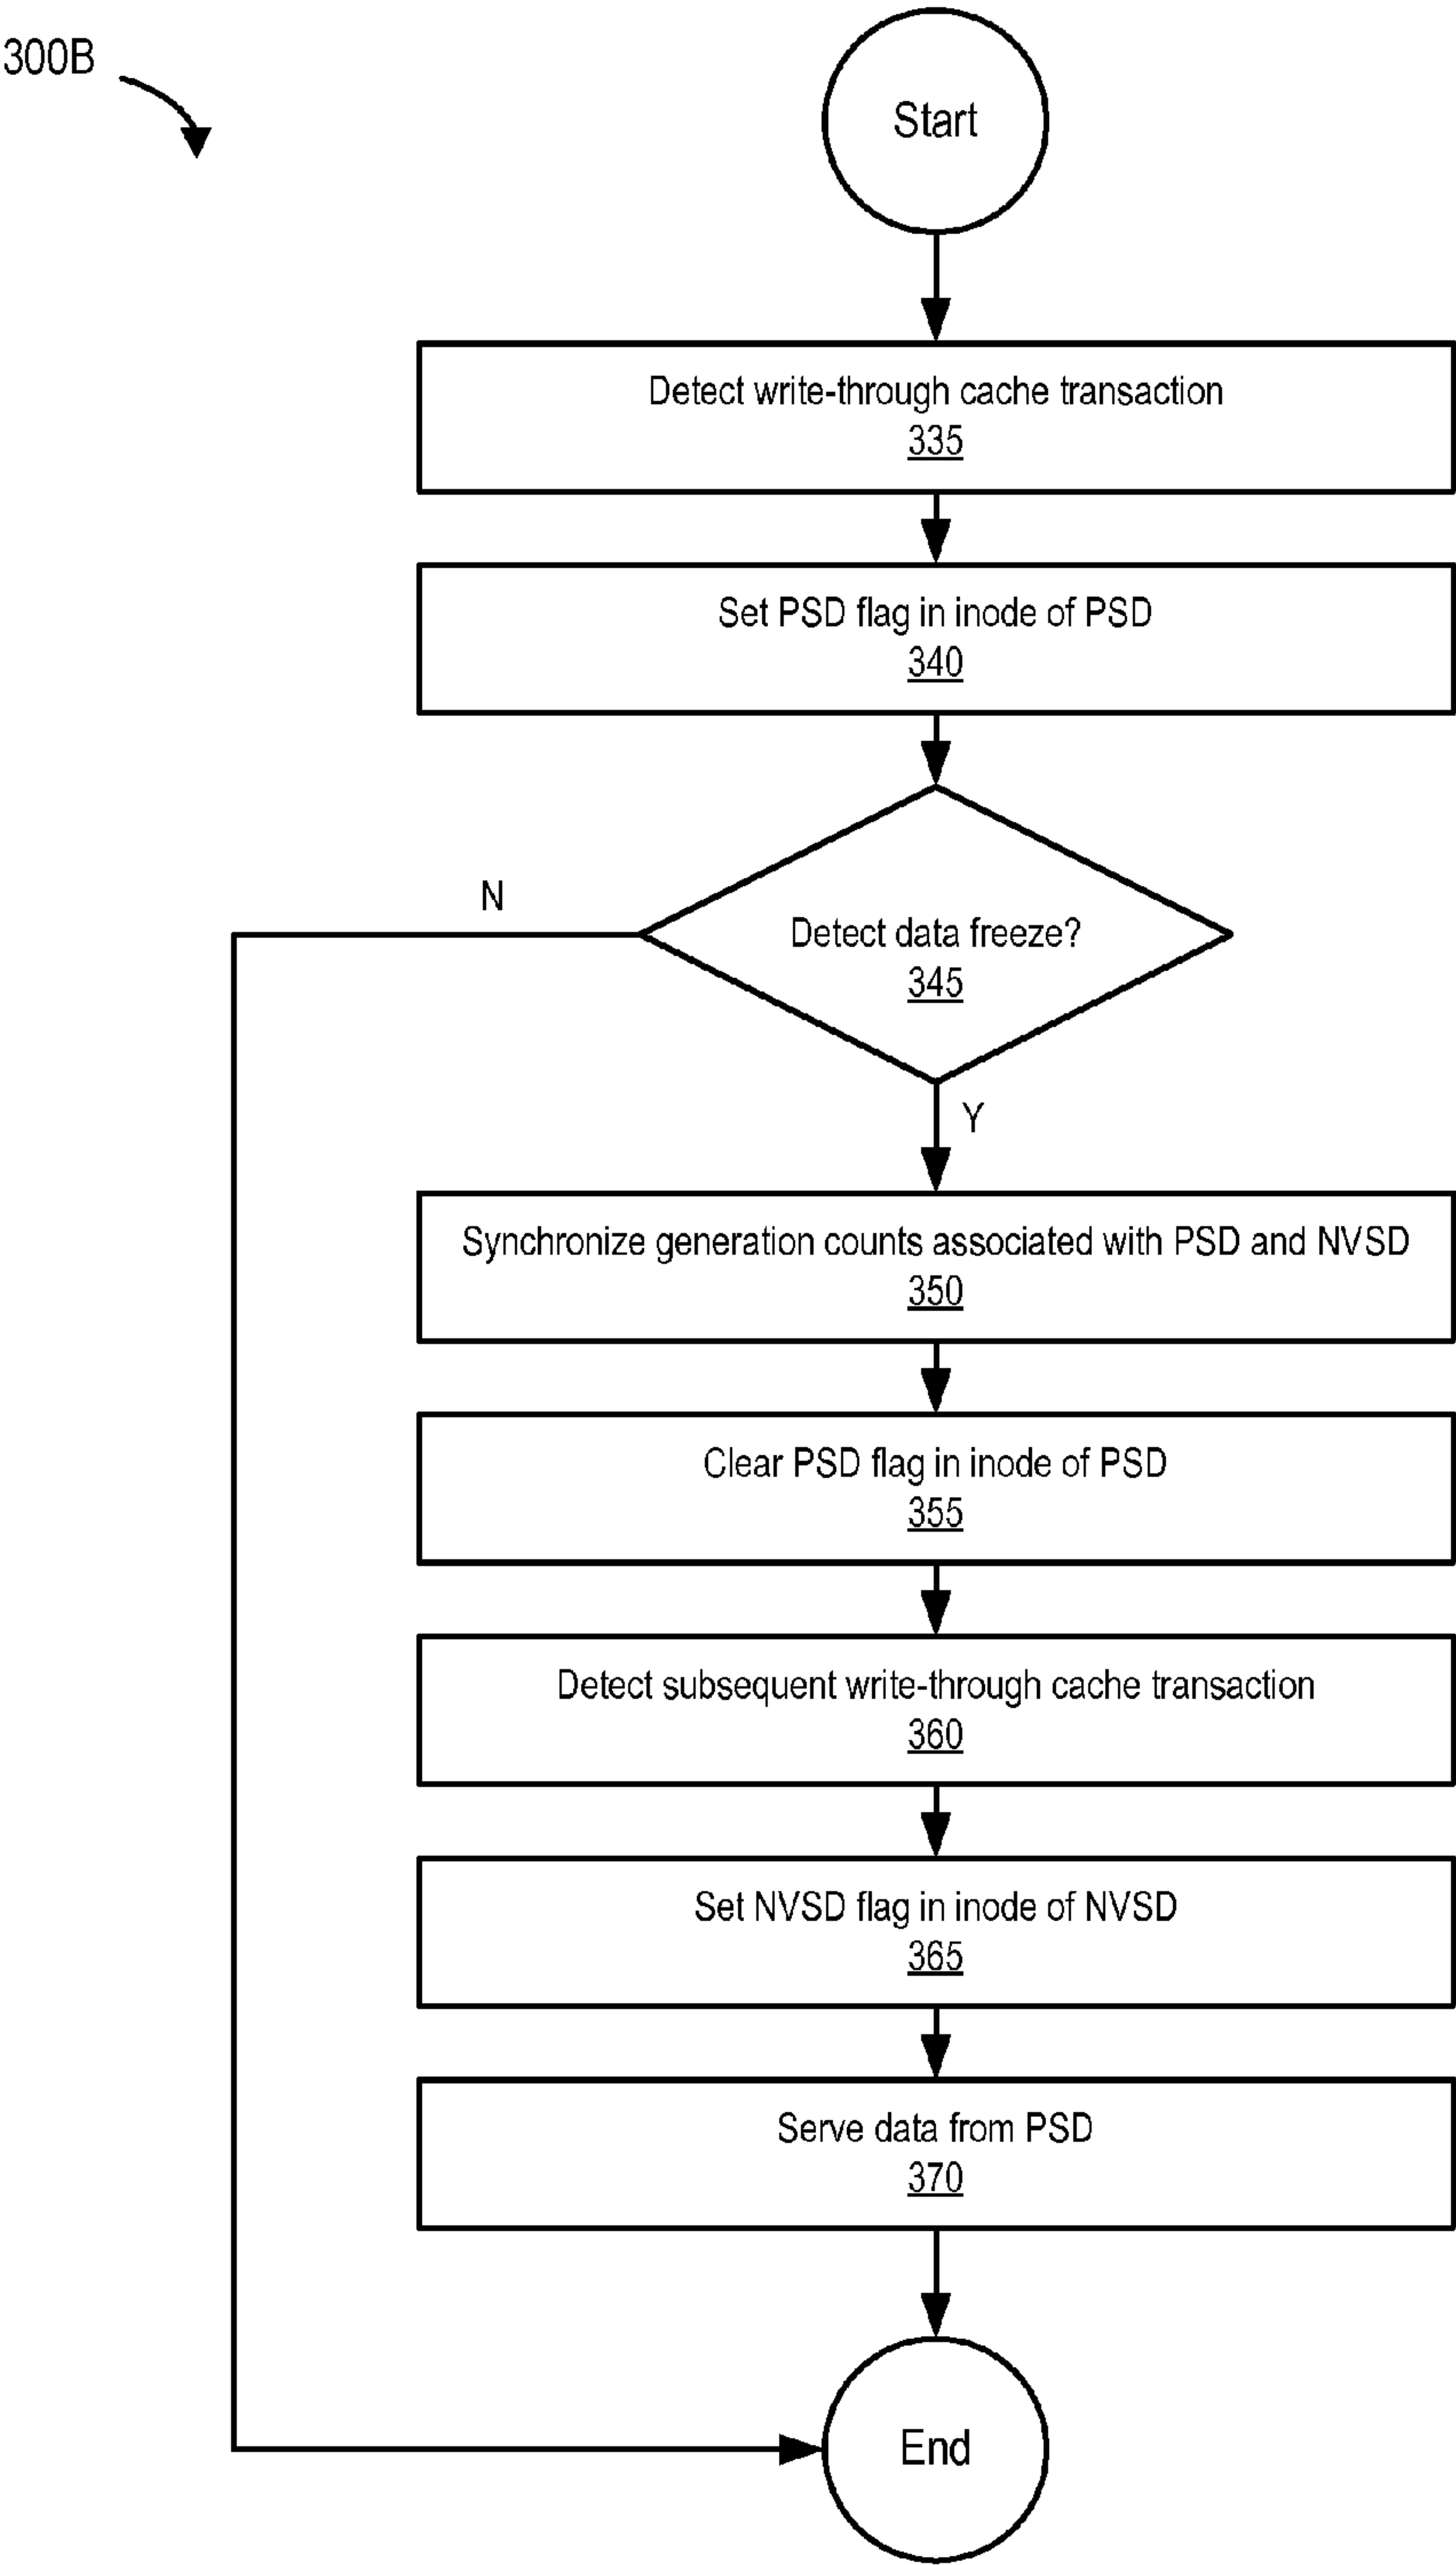 300B
Start
Detect write-through cache transaction
335
Set PSD flag in inode of PSD
340
N
Detect data freeze?
345
Y
Synchronize generation counts associated with PSD and NVSD
350
Clear PSD flag in inode of PSD
355
Detect subsequent write-through cache transaction
360
Set NVSD flag in inode of NVSD
365
Serve data from PSD
370
End